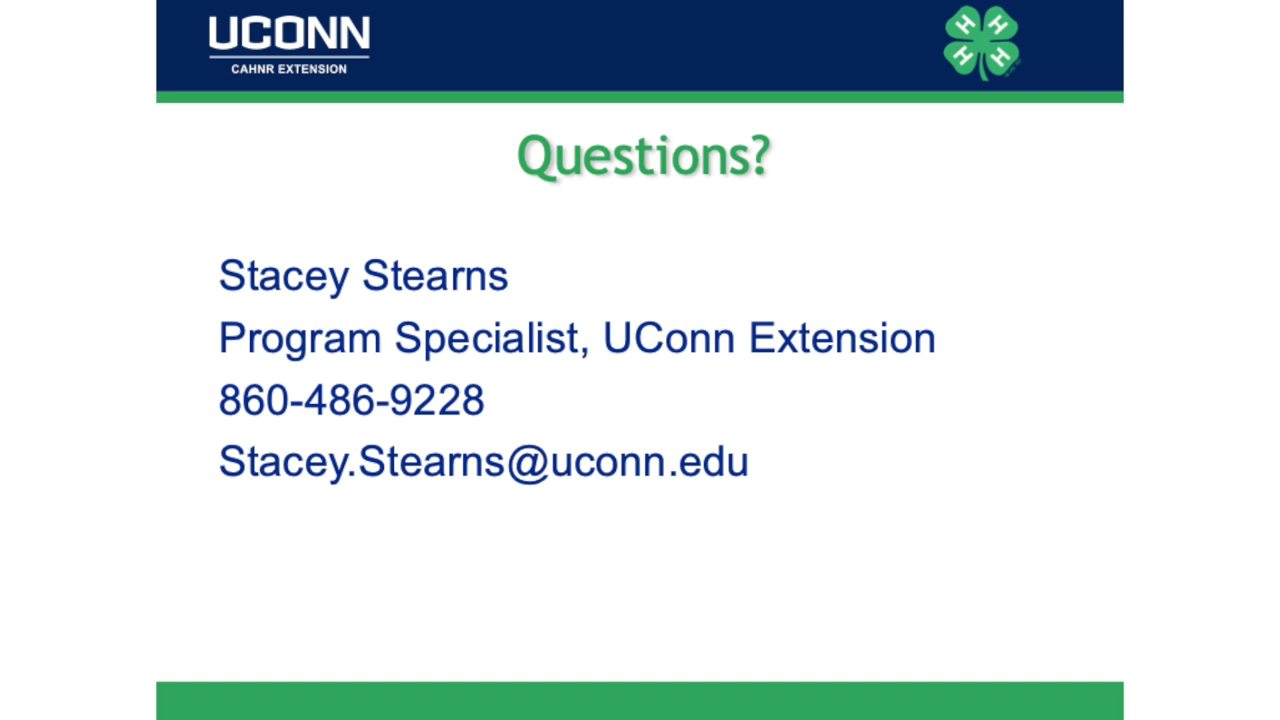 UCONN
CAHNR EXTENSION
H H
H H
Questions?
Stacey Stearns
Program Specialist, UConn Extension
860-486-9228
Stacey.Stearns@uconn.edu